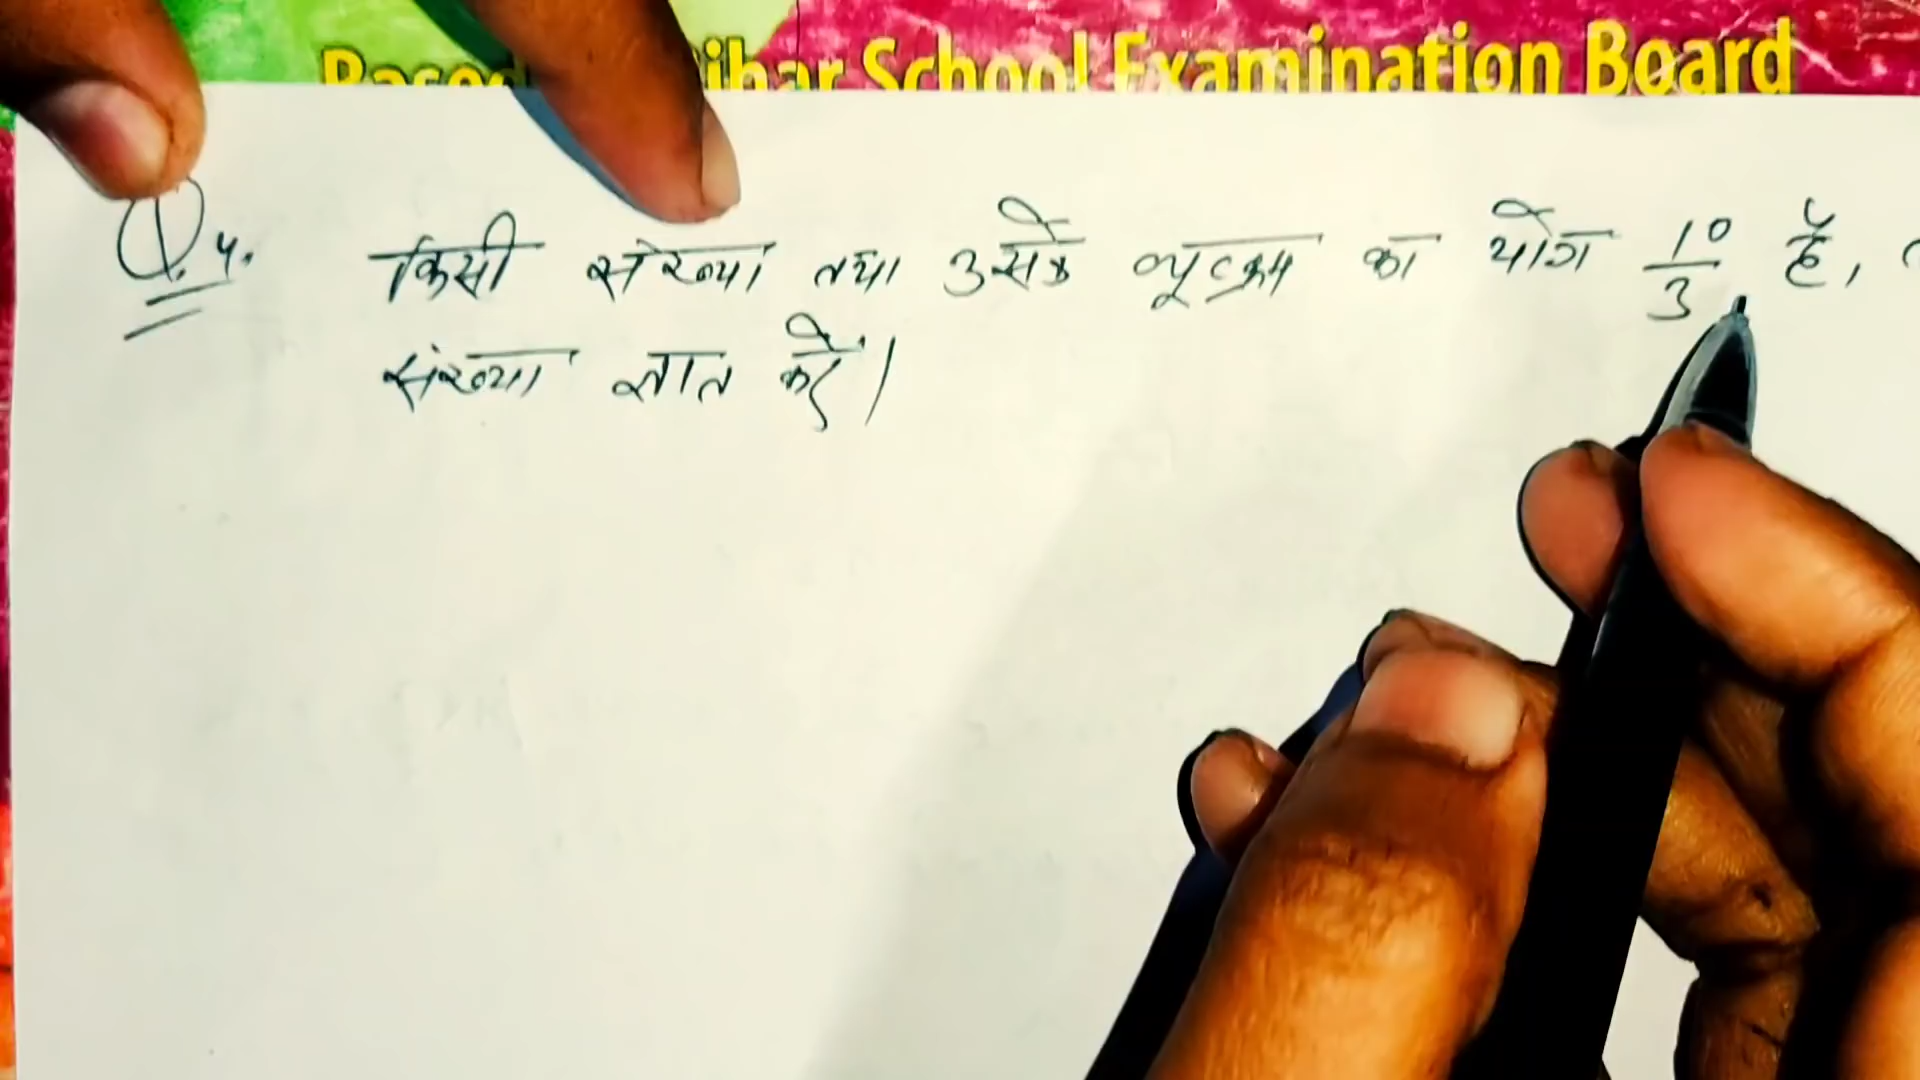 Based Bihar School Examination Board
Q.4. किसी संख्या तथा उसके व्यूत्क्रम का योग 10/3 है,
संख्या ज्ञात करें।